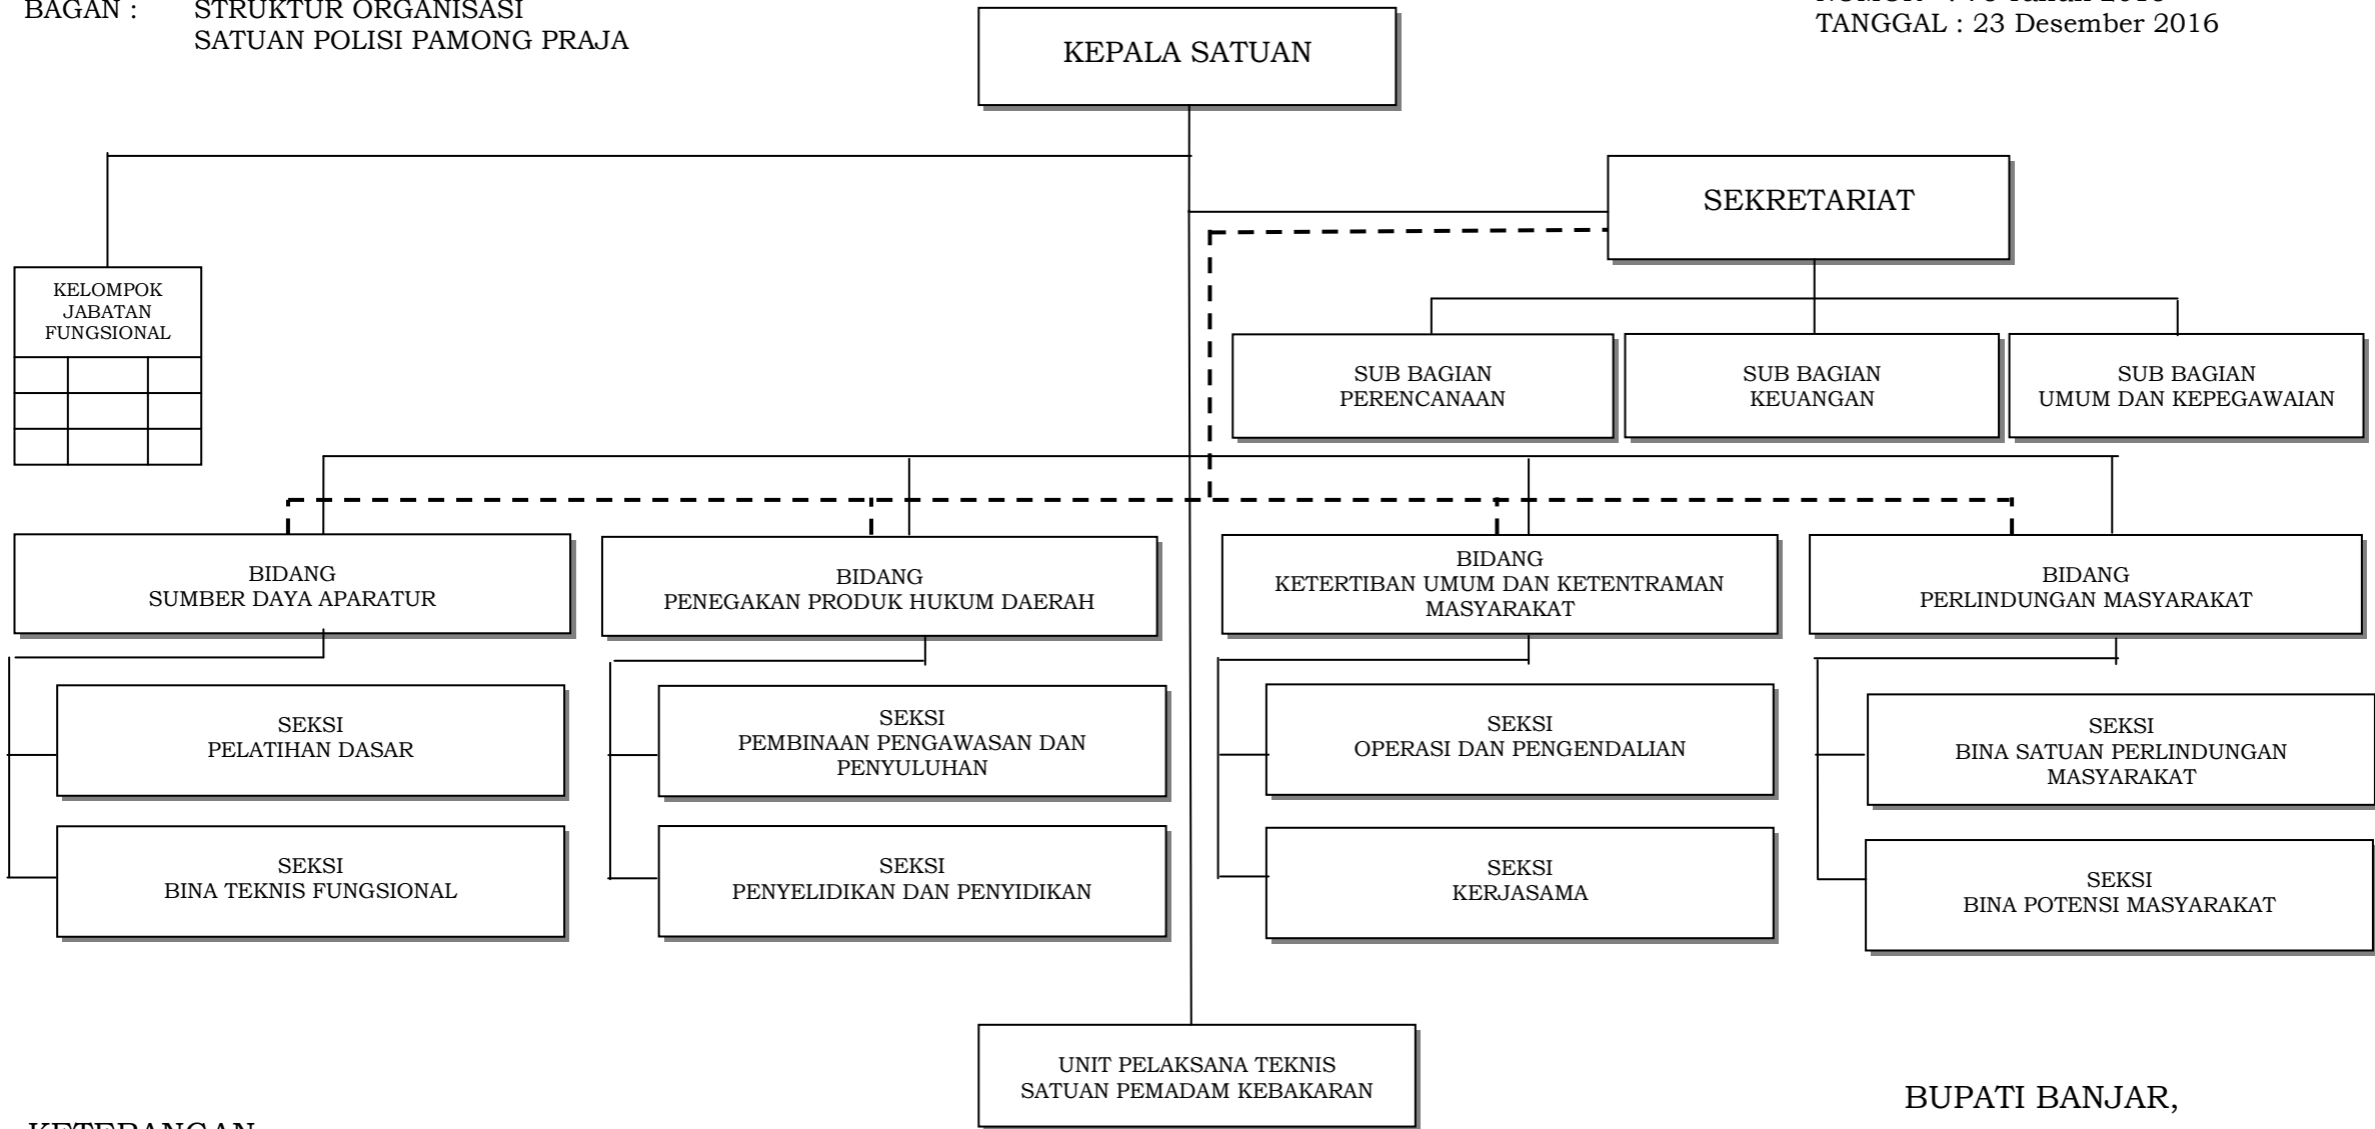 BAGAN : STRUKTUR ORGANISASI
SATUAN POLISI PAMONG PRAJA
TANGGAL : 23 Desember 2016
KEPALA SATUAN
SEKRETARIAT
KELOMPOK
JABATAN
FUNGSIONAL
SUB BAGIAN
PERENCANAAN
SUB BAGIAN
KEUANGAN
SUB BAGIAN
UMUM DAN KEPEGAWAIAN
BIDANG
SUMBER DAYA APARATUR
BIDANG
PENEGAKAN PRODUK HUKUM DAERAH
BIDANG
KETERTIBAN UMUM DAN KETENTRAMAN
MASYARAKAT
BIDANG
PERLINDUNGAN MASYARAKAT
SEKSI
PELATIHAN DASAR
SEKSI
PEMBINAAN PENGAWASAN DAN
PENYULUHAN
SEKSI
OPERASI DAN PENGENDALIAN
SEKSI
BINA SATUAN PERLINDUNGAN
MASYARAKAT
SEKSI
BINA TEKNIS FUNGSIONAL
SEKSI
PENYELIDIKAN DAN PENYIDIKAN
SEKSI
KERJASAMA
SEKSI
BINA POTENSI MASYARAKAT
UNIT PELAKSANA TEKNIS
SATUAN PEMADAM KEBAKARAN
BUPATI BANJAR,
KETERANGAN